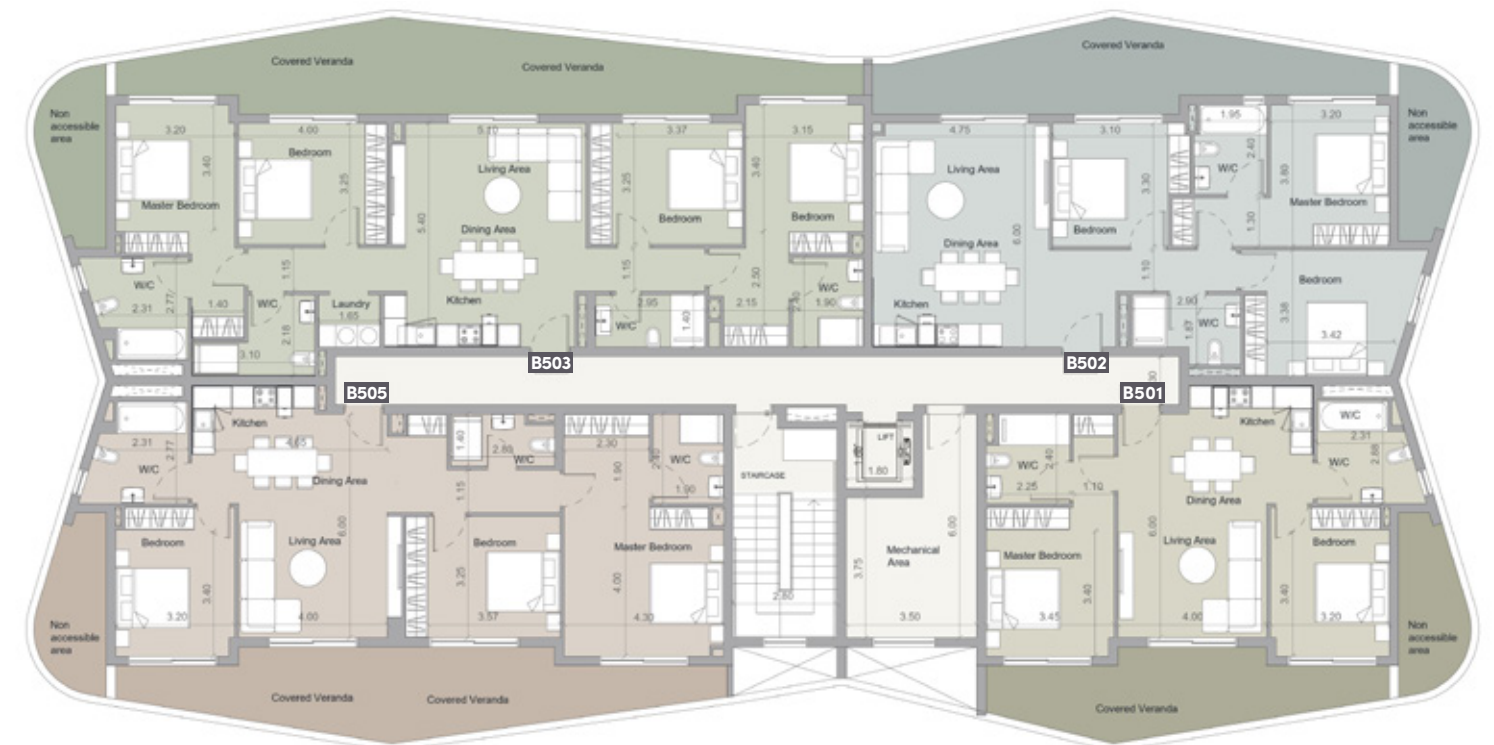 Covered Veranda
Covered Veranda
Covered Veranda
Non
accessible
area
3.20
3.40
Master Bedroom
4.00
Bedroom
3.25
5.40
Living Area
Dining Area
Kitchen
3.37
3.25
Bedroom
3.15
3.40
Bedroom
4.75
Living Area
6.00
Dining Area
Kitchen
3.10
3.30
Bedroom
1.10
1.95
2.40
W/C
1.30
3.20
3.80
Master Bedroom
Non
accessible
area
W/C
2.31
2.77
1.40
1.15
W/C
2.18
3.10
Laundry
1.65
1.15
2.95
W/C
1.40
2.50
2.15
W/C
1.90
2.90
1.87
W/C
Bedroom
3.38
3.42
B503
B502
B505
B501
2.31
2.77
W/C
Kitchen
4.65
Dining Area
6.00
Living Area
4.00
Bedroom
3.40
3.20
1.40
2.80
W/C
1.15
Bedroom
3.25
3.57
2.30
1.90
W/C
1.90
Master Bedroom
4.00
4.30
STAIRCASE
2.80
LIFT
1.80
Mechanical
Area
3.75
6.00
3.50
W/C
2.40
2.25
1.10
Master Bedroom
3.40
3.45
Kitchen
Dining Area
6.00
Living Area
4.00
W/C
2.31
W/C
2.88
Bedroom
3.40
3.20
Non
accessible
area
Non
accessible
area
Covered Veranda
Covered Veranda
Covered Veranda